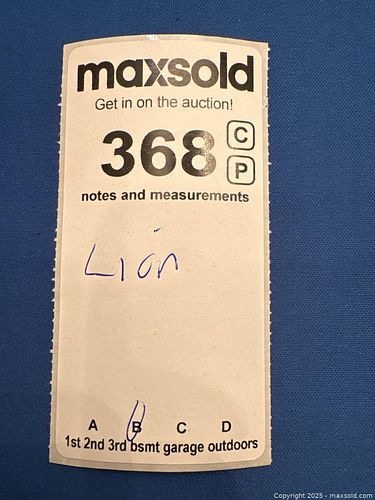 maxsold
Get in on the auction!
368 C
P
notes and measurements
Lion
A B C D
1st 2nd 3rd bsmt garage outdoors
Copyright 2025 - maxsold.com